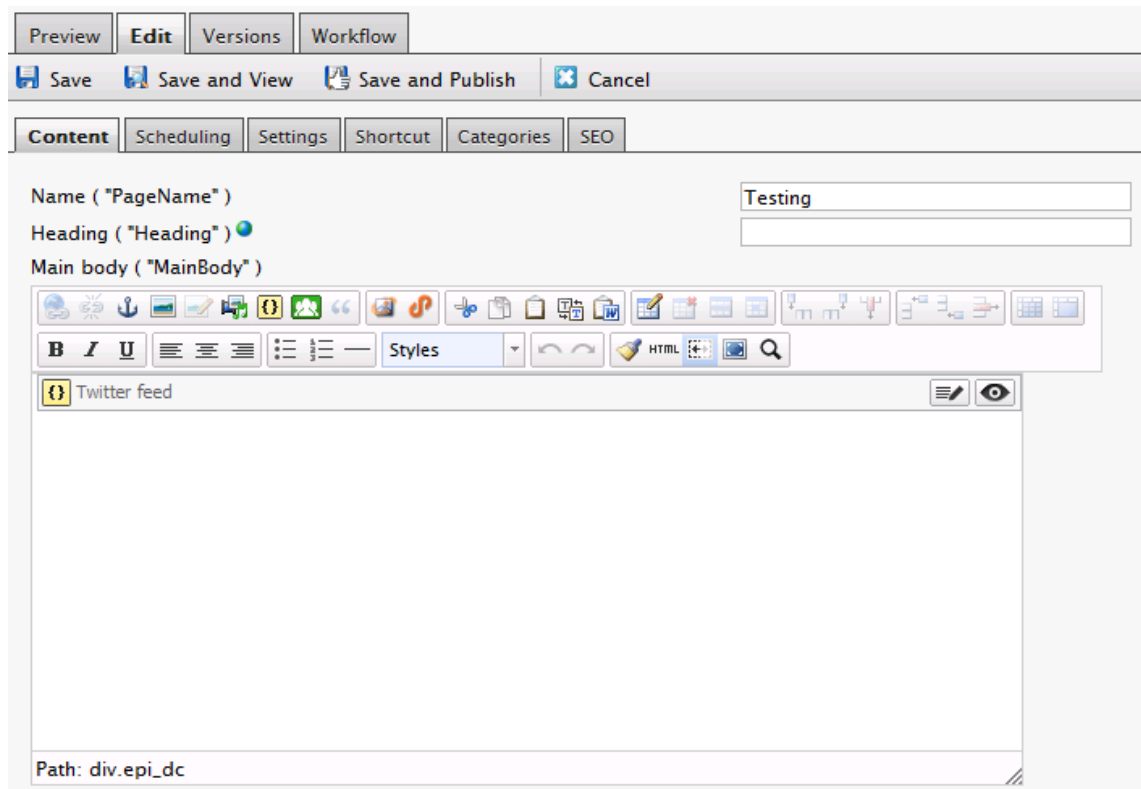 Preview Edit Versions Workflow
Save Save and View Save and Publish Cancel
Content Scheduling Settings Shortcut Categories SEO
Name ( "PageName" ) Testing
Heading ( "Heading" )
Main body ( "MainBody" )
B I U Styles HTML
{} Twitter feed
Path: div.epi_dc